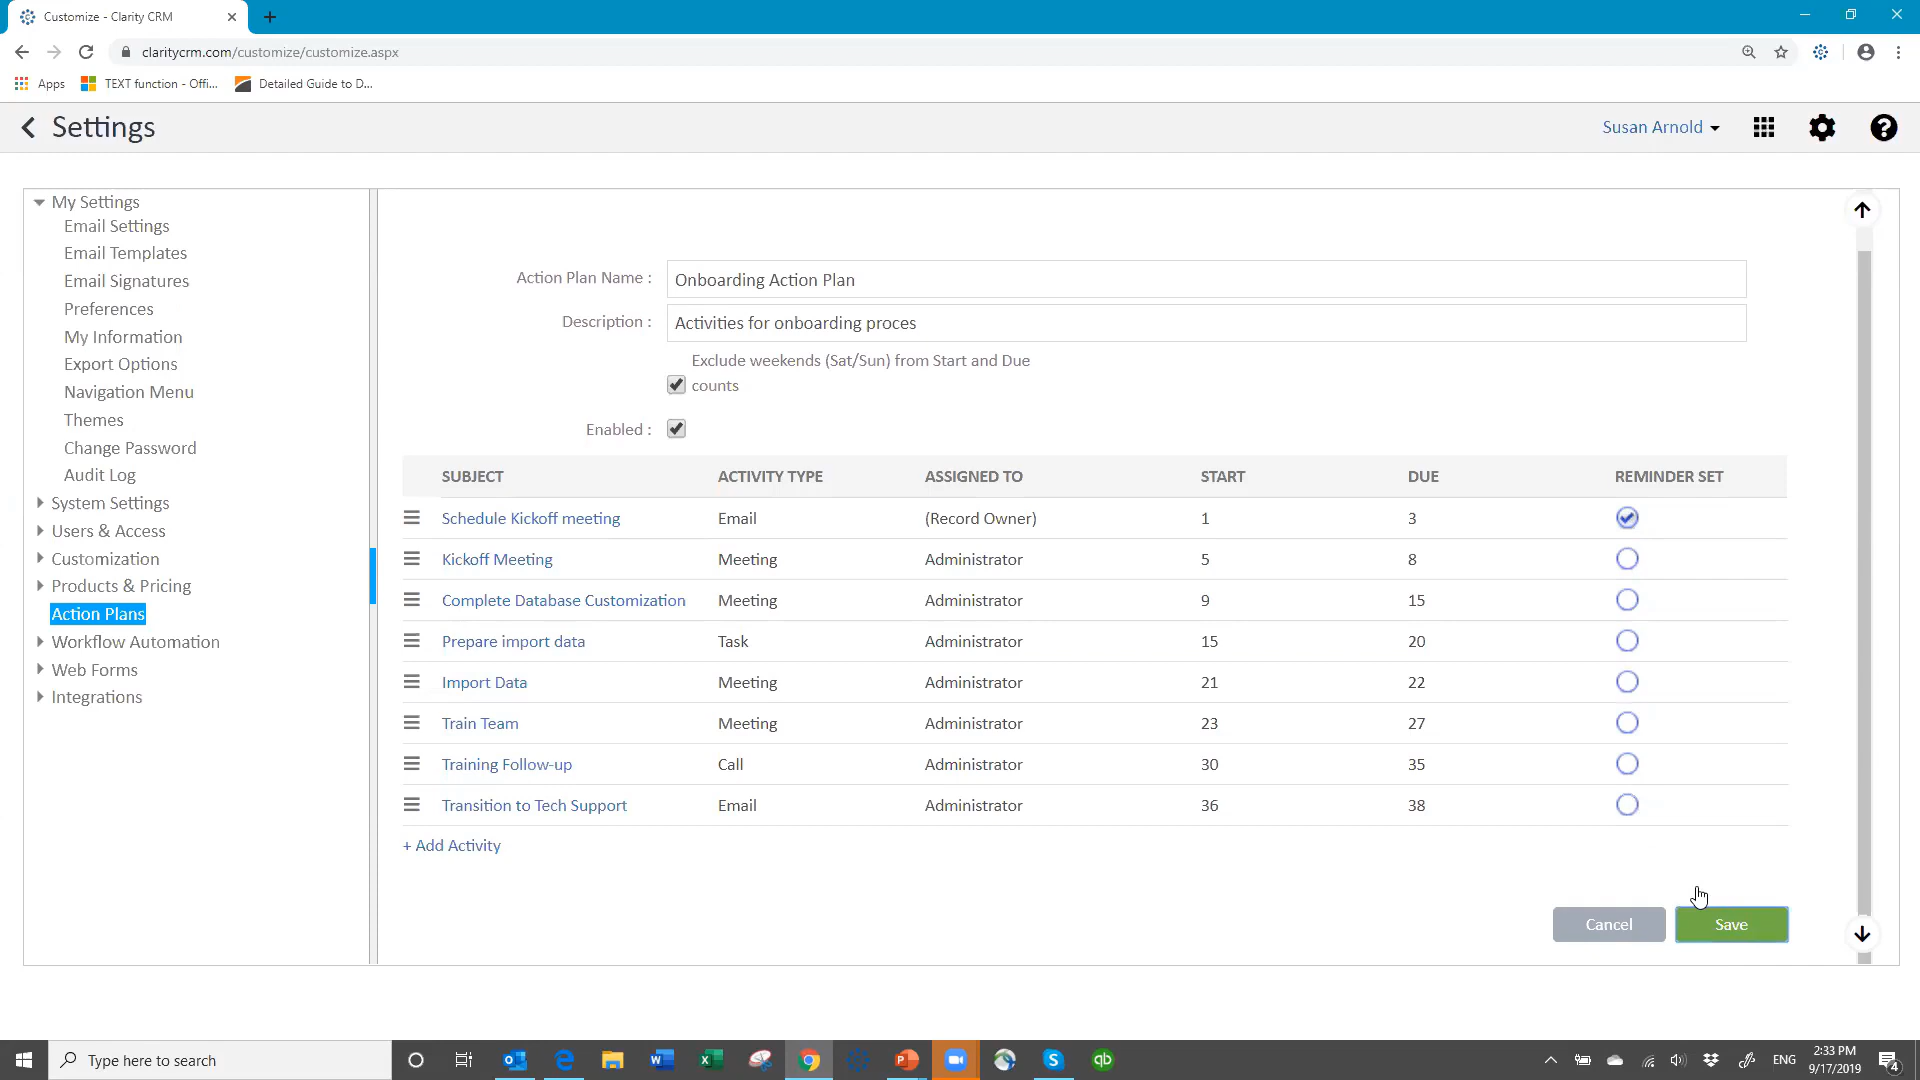 Customize - Clarity CRM
claritycrm.com/customize/customize.aspx
Apps
TEXT function - Offi...
Detailed Guide to D...
Settings
Susan Arnold
My Settings
Email Settings
Email Templates
Email Signatures
Preferences
My Information
Export Options
Navigation Menu
Themes
Change Password
Audit Log
System Settings
Users & Access
Customization
Products & Pricing
Action Plans
Workflow Automation
Web Forms
Integrations
Action Plan Name : Onboarding Action Plan
Description : Activities for onboarding proces
Exclude weekends (Sat/Sun) from Start and Due
counts
Enabled :
SUBJECT ACTIVITY TYPE ASSIGNED TO START DUE REMINDER SET
Schedule Kickoff meeting Email (Record Owner) 1 3
Kickoff Meeting Meeting Administrator 5 8
Complete Database Customization Meeting Administrator 9 15
Prepare import data Task Administrator 15 20
Import Data Meeting Administrator 21 22
Train Team Meeting Administrator 23 27
Training Follow-up Call Administrator 30 35
Transition to Tech Support Email Administrator 36 38
+ Add Activity
Cancel Save
Type here to search
ENG
2:33 PM
9/17/2019
4